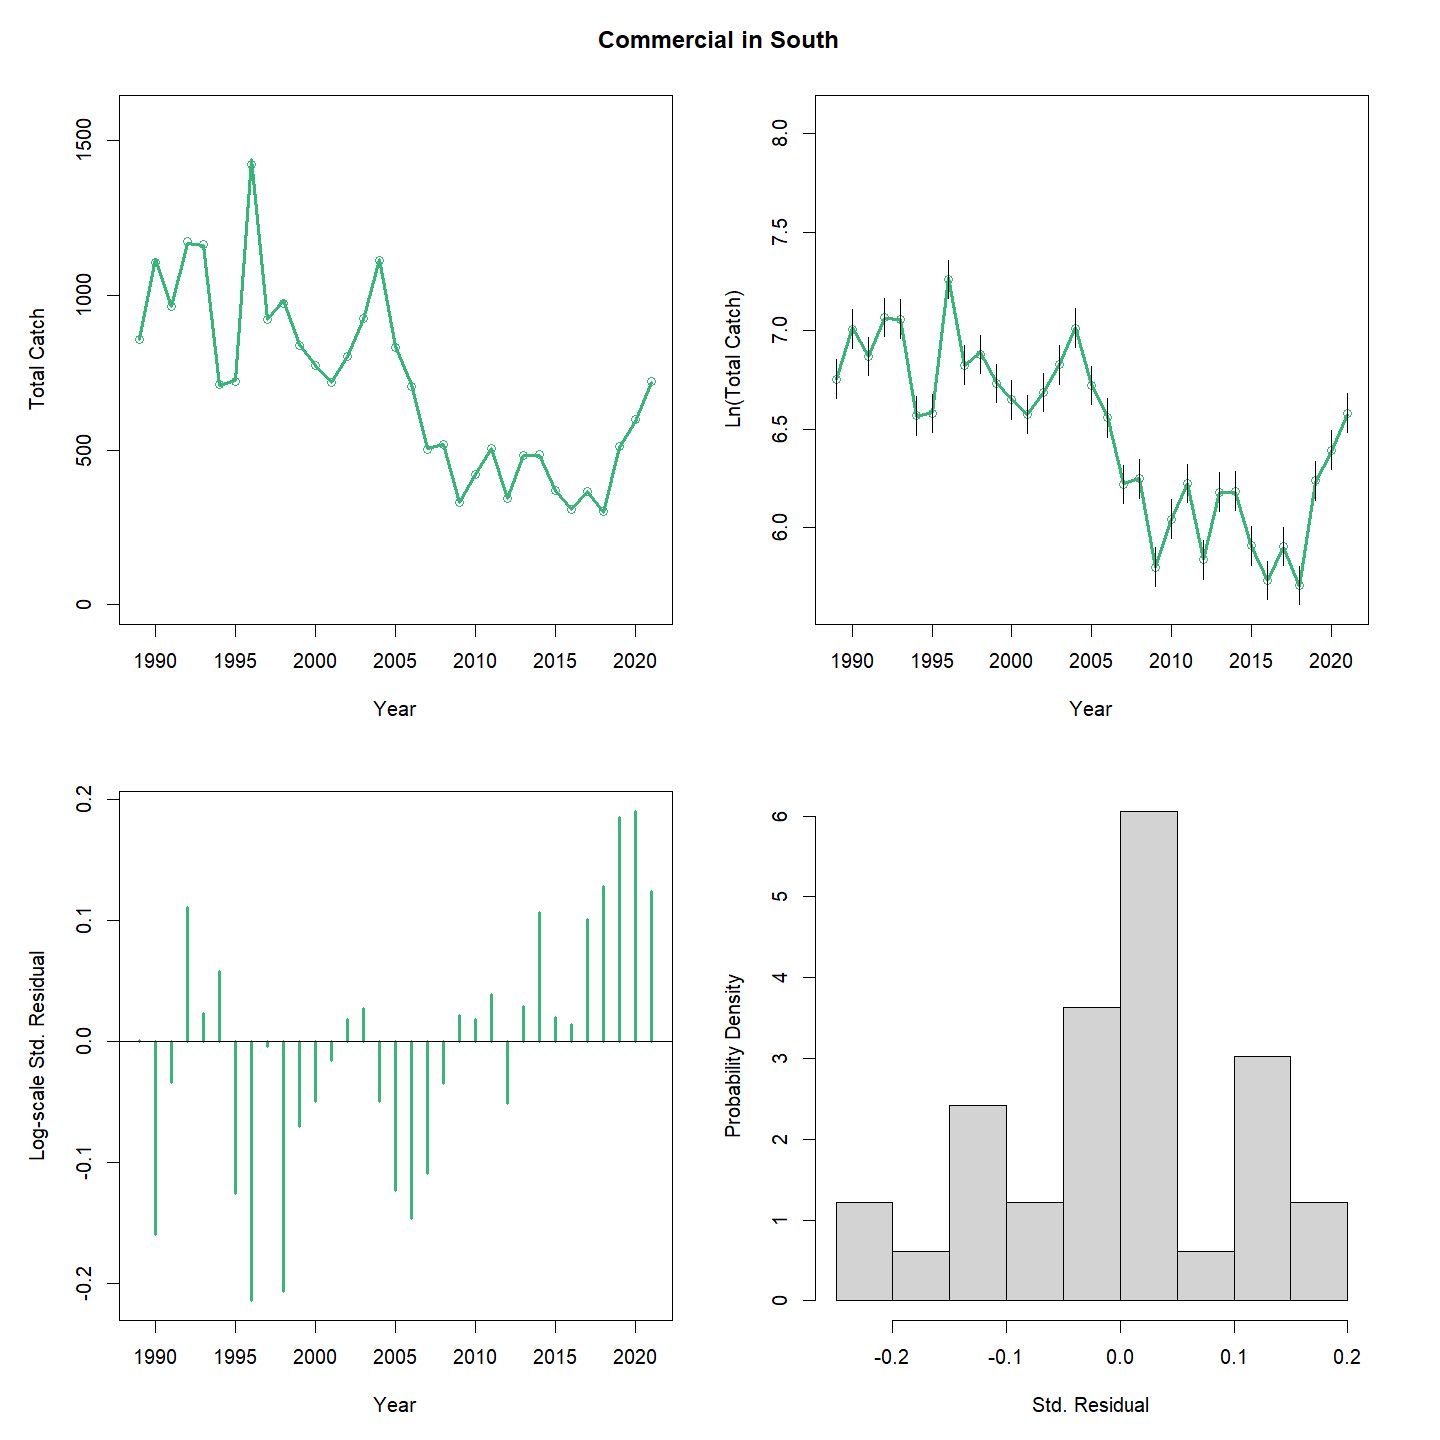 Commercial in South
Total Catch
1500
1000
500
0
1990 1995 2000 2005 2010 2015 2020
Year
Ln(Total Catch)
8.0
7.5
7.0
6.5
6.0
1990 1995 2000 2005 2010 2015 2020
Year
Log-scale Std. Residual
0.2
0.1
0.0
-0.1
-0.2
1990 1995 2000 2005 2010 2015 2020
Year
Probability Density
6
5
4
3
2
1
0
-0.2 -0.1 0.0 0.1 0.2
Std. Residual